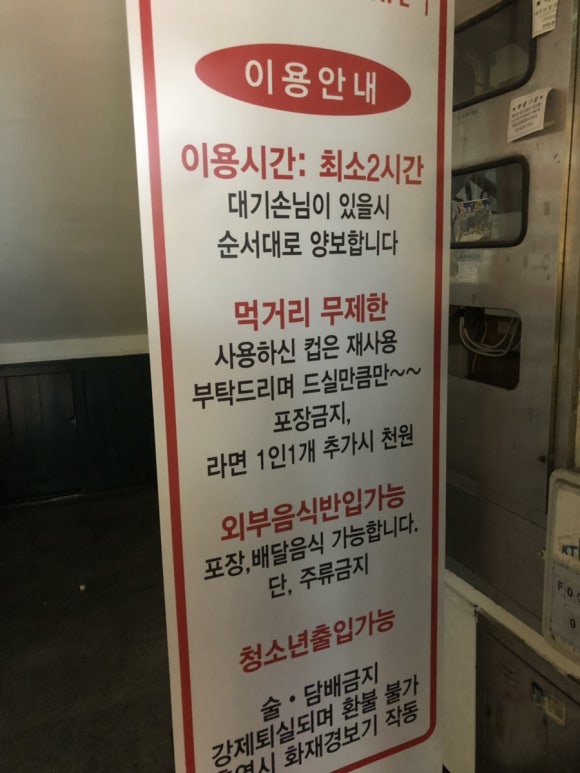 이용안내
이용시간: 최소2시간
대기손님이 있을시
순서대로 양보합니다
먹거리 무제한
사용하신 컵은 재사용
부탁드리며 드실만큼만~~
포장금지,
라면 1인1개 추가시 천원
외부음식반입가능
포장,배달음식 가능합니다.
단, 주류금지
청소년출입가능
술·담배금지
강제퇴실되며 환불 불가
화재경보기 작동
KT
FOO